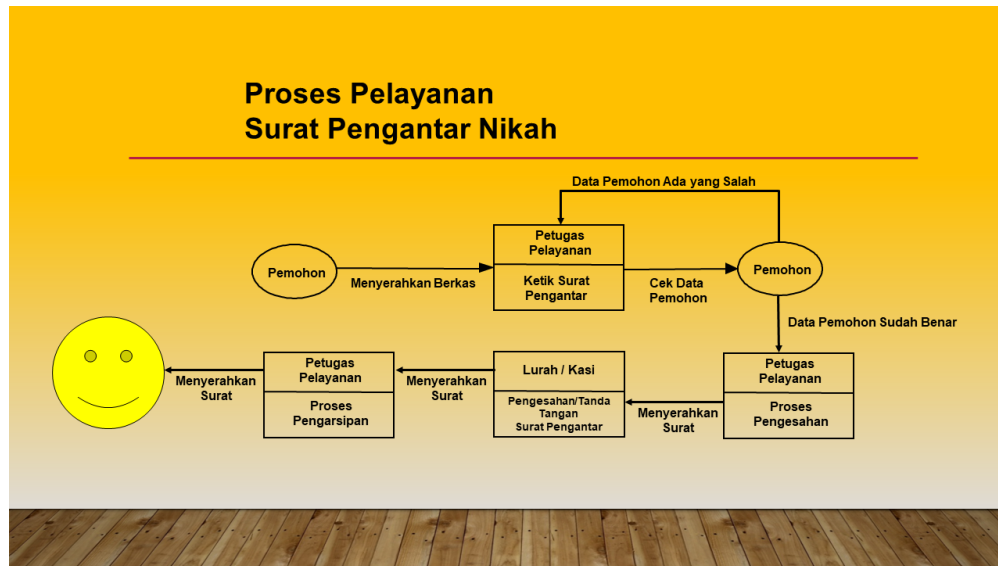 Proses Pelayanan
Surat Pengantar Nikah
Data Pemohon Ada yang Salah
Pemohon
Menyerahkan Berkas
Petugas
Pelayanan
Ketik Surat
Pengantar
Cek Data
Pemohon
Pemohon
Data Pemohon Sudah Benar
Petugas
Pelayanan
Proses
Pengesahan
Menyerahkan
Surat
Lurah / Kasi
Pengesahan/Tanda
Tangan
Surat Pengantar
Menyerahkan
Surat
Petugas
Pelayanan
Proses
Pengarsipan
Menyerahkan
Surat